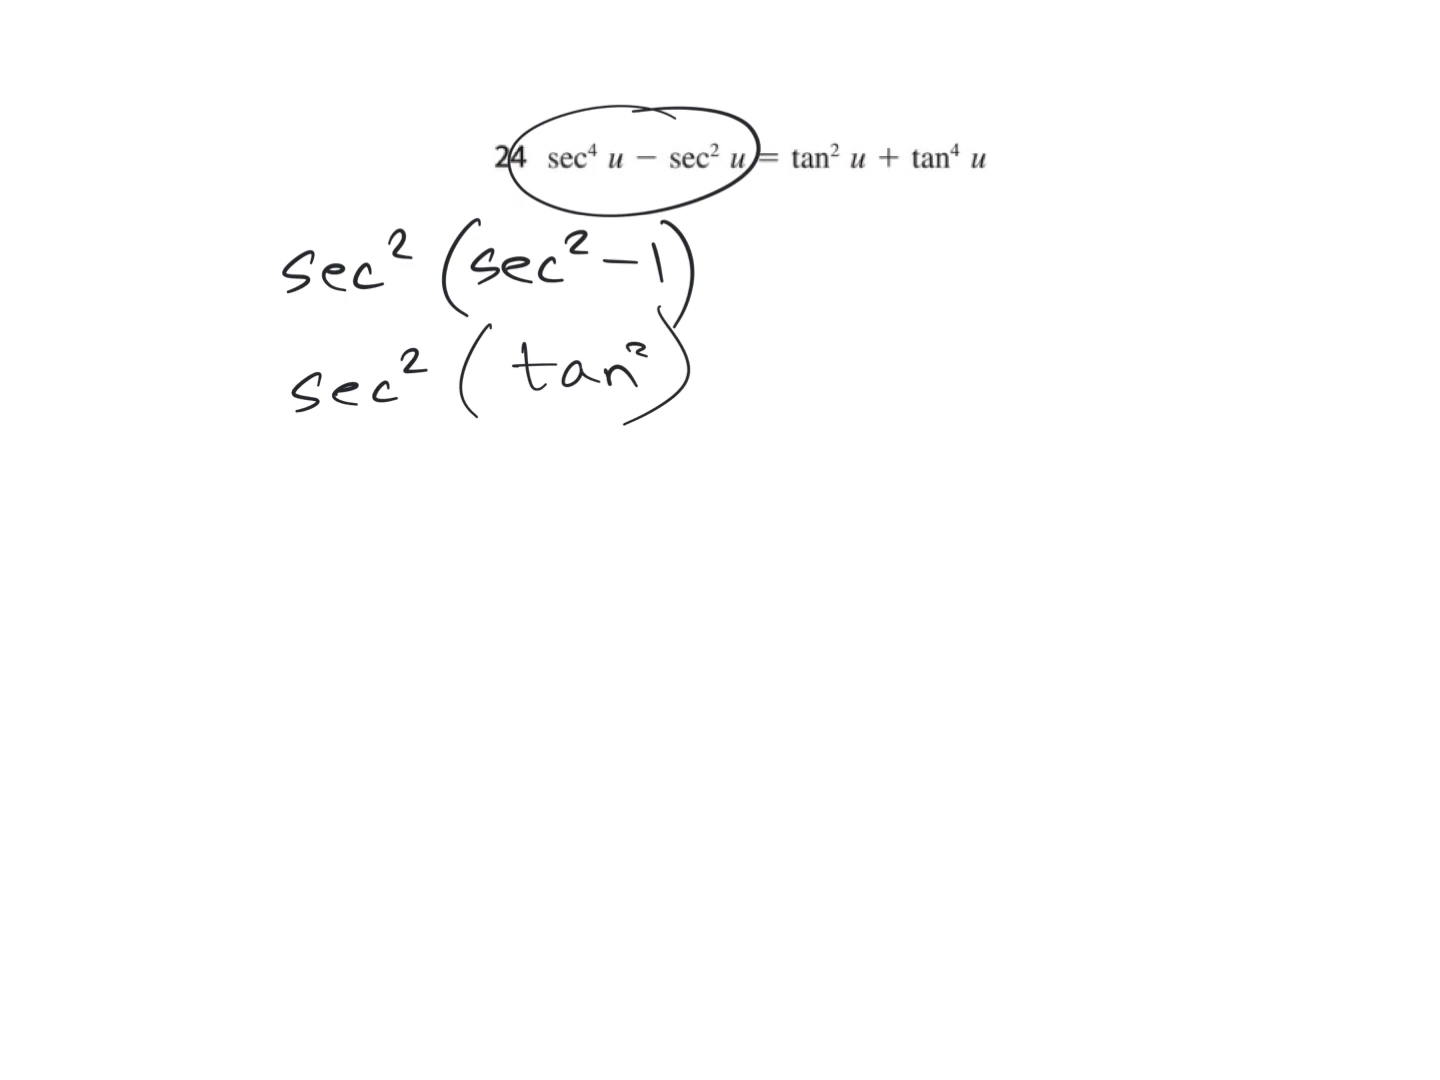 24 sec⁴ u − sec² u = tan² u + tan⁴ u
sec² (sec² − 1)
sec² (tan²)